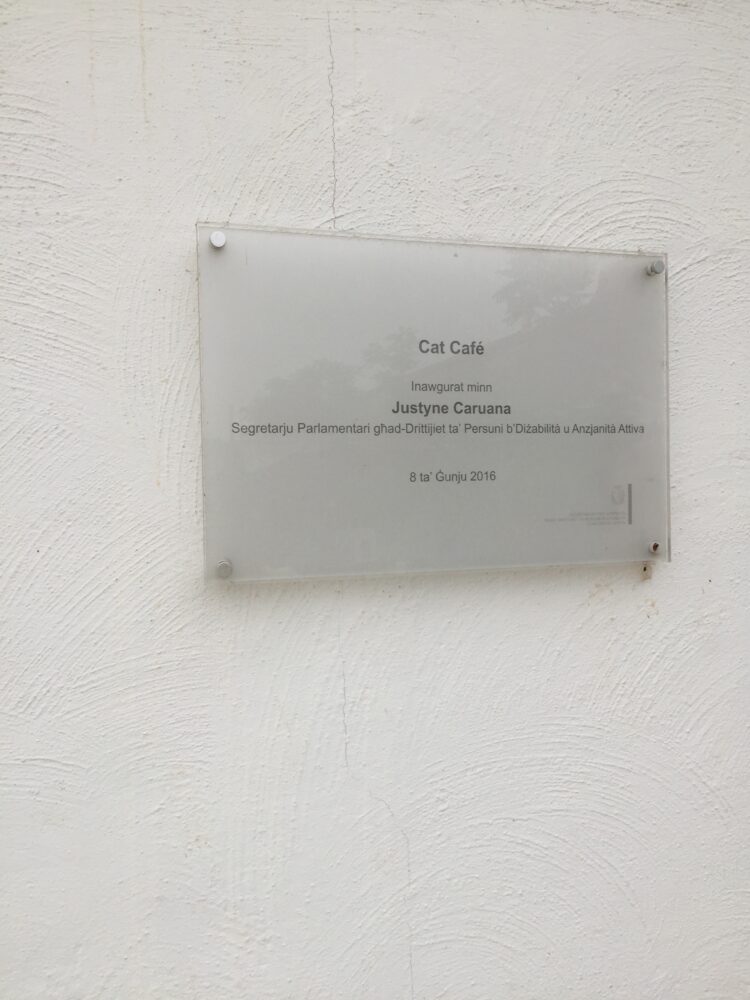 Cat Café
Inawgurat minn
Justyne Caruana
Segretarju Parlamentari għad-Drittijiet ta' Persuni b'Diżabilità u Anzjanità Attiva
8 ta' Ġunju 2016